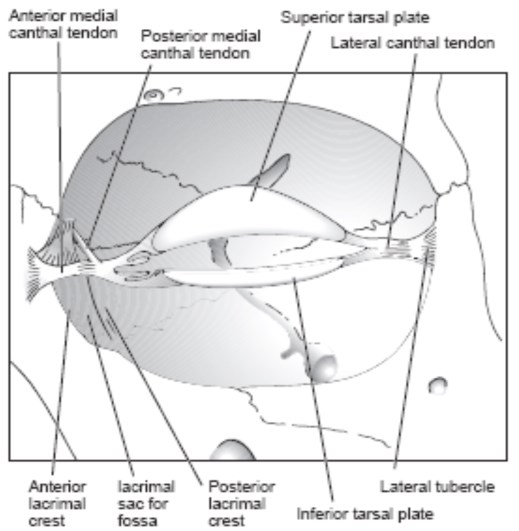 Anterior medial
canthal tendon
Posterior medial
canthal tendon
Superior tarsal plate
Lateral canthal tendon
Anterior
lacrimal
crest
lacrimal
sac for
fossa
Posterior
lacrimal
crest
Inferior tarsal plate
Lateral tubercle